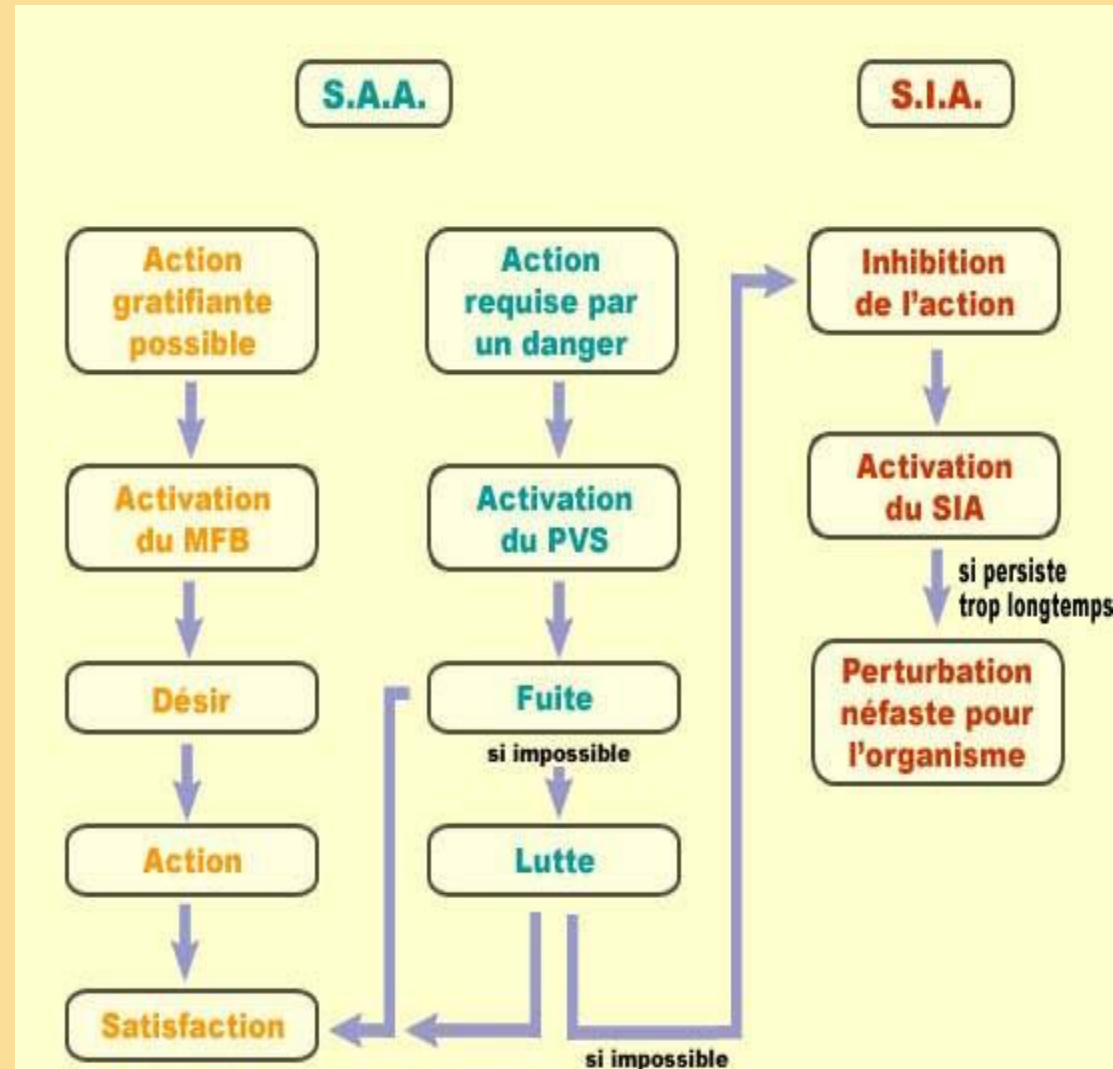 S.A.A.
S.I.A.
Action
gratifiante
possible
Activation
du MFB
Désir
Action
Satisfaction
Action
requise par
un danger
Activation
du PVS
Fuite
si impossible
Lutte
si impossible
Inhibition
de l'action
Activation
du SIA
si persiste
trop longtemps
Perturbation
néfaste pour
l'organisme